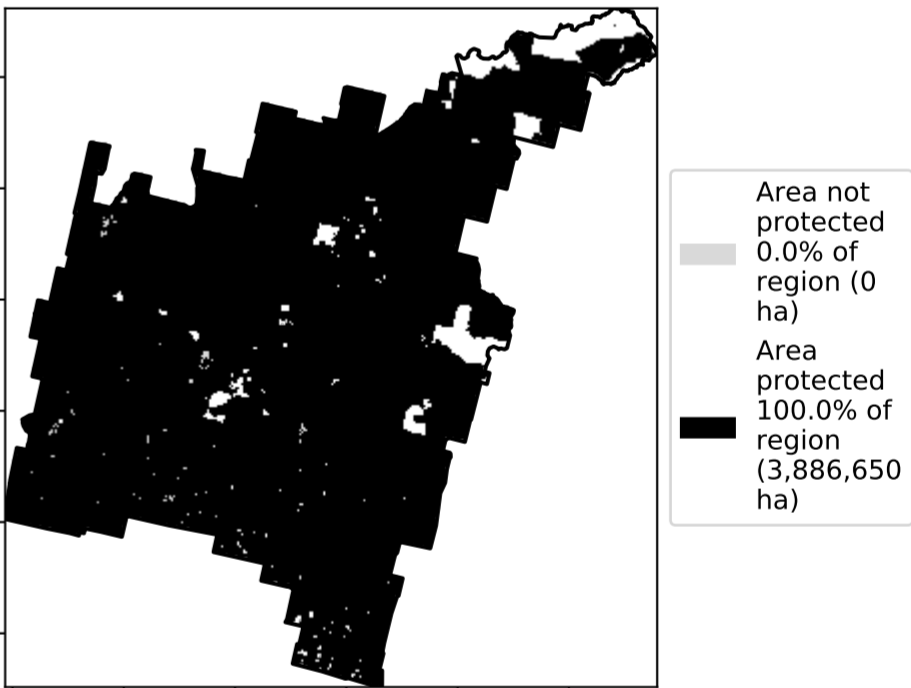 Area not
protected
0.0% of
region (0
ha)
Area
protected
100.0% of
region
(3,886,650
ha)